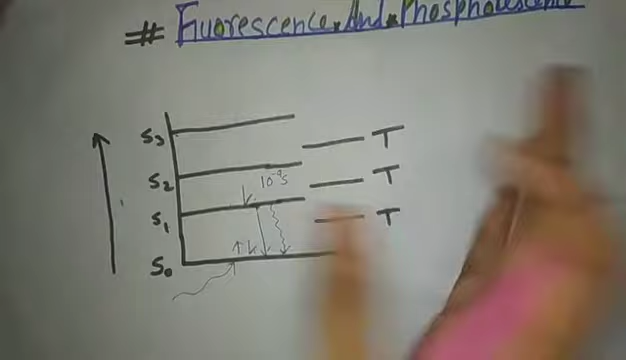 # Fluorescence And Phosphorescence
S₃
T
S₂
T
10⁻⁹S
S₁
T
S₀